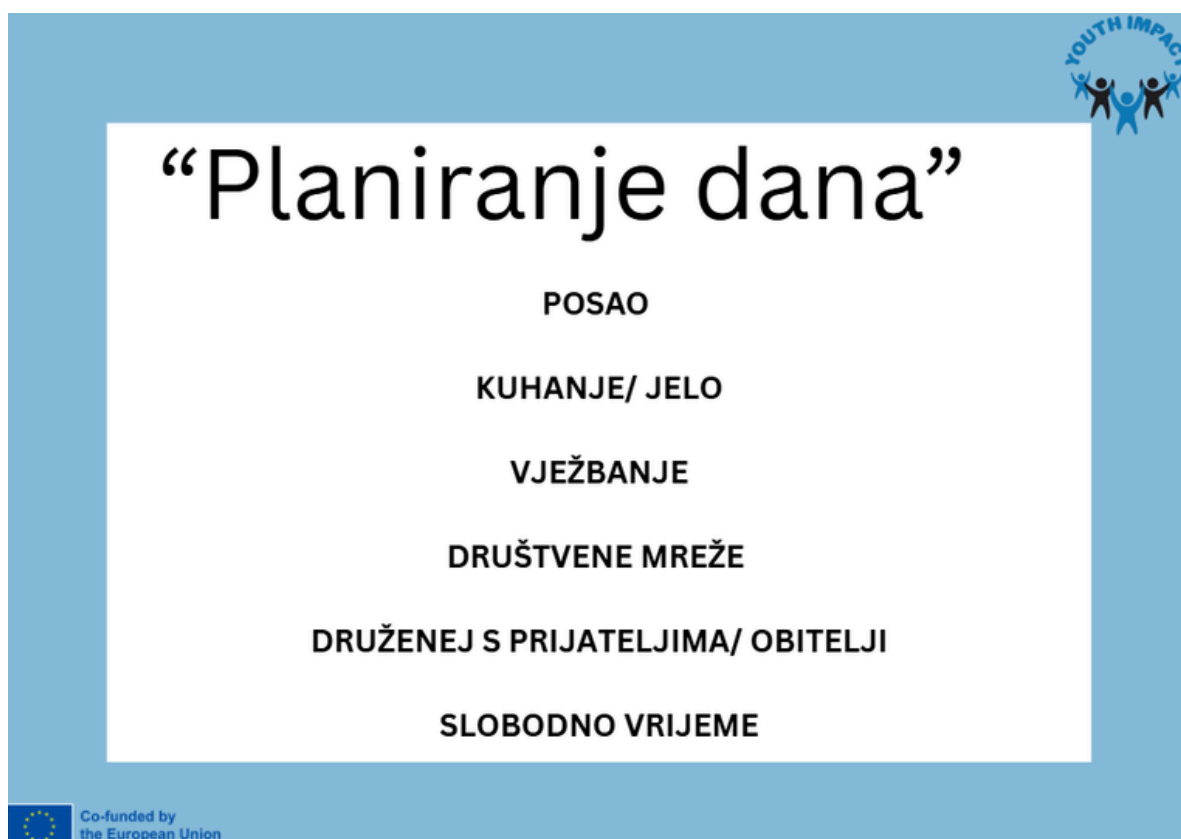 YOUTH IMPACT
“Planiranje dana”
POSAO
KUHANJE/ JELO
VJEŽBANJE
DRUŠTVENE MREŽE
DRUŽENEJ S PRIJATELJIMA/ OBITELJI
SLOBODNO VRIJEME
Co-funded by
the European Union